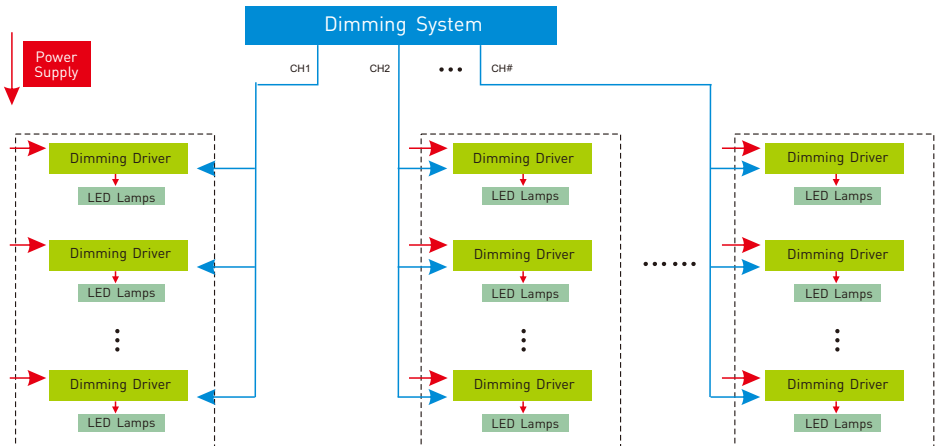 Dimming System
Power
Supply
CH1
CH2
•••
CH#
Dimming Driver
LED Lamps
Dimming Driver
LED Lamps
Dimming Driver
LED Lamps
Dimming Driver
LED Lamps
Dimming Driver
LED Lamps
••••••
Dimming Driver
LED Lamps
Dimming Driver
LED Lamps
Dimming Driver
LED Lamps
Dimming Driver
LED Lamps